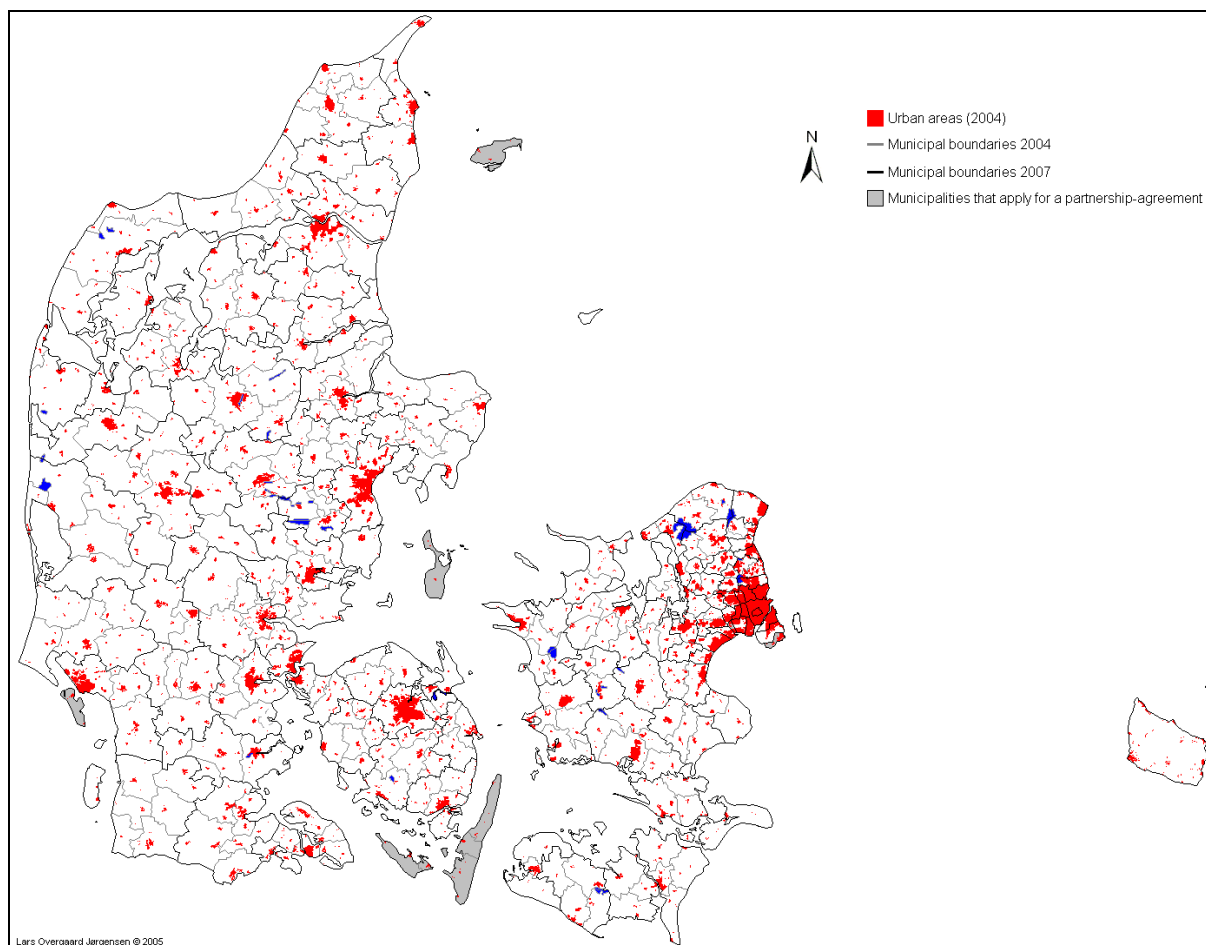 N
Urban areas (2004)
Municipal boundaries 2004
Municipal boundaries 2007
Municipalities that apply for a partnership-agreement
Lars Overgaard Jørgensen © 2005